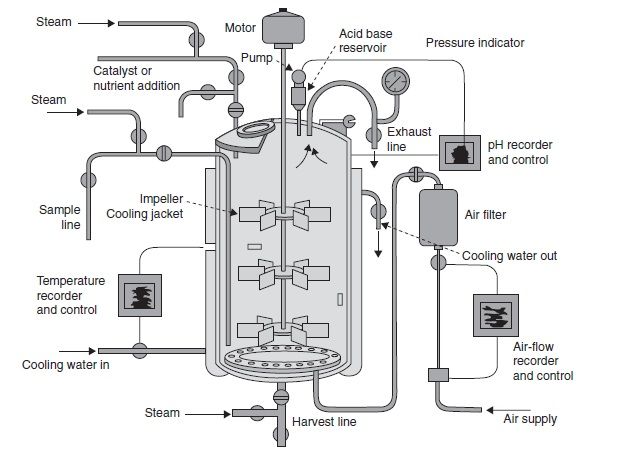 Steam
Motor
Acid base
reservoir
Pressure indicator
Pump
Catalyst or
nutrient addition
Steam
Exhaust
line
pH recorder
and control
Impeller
Cooling jacket
Sample
line
Air filter
Cooling water out
Temperature
recorder
and control
Air-flow
recorder
and control
Cooling water in
Steam
Harvest line
Air supply